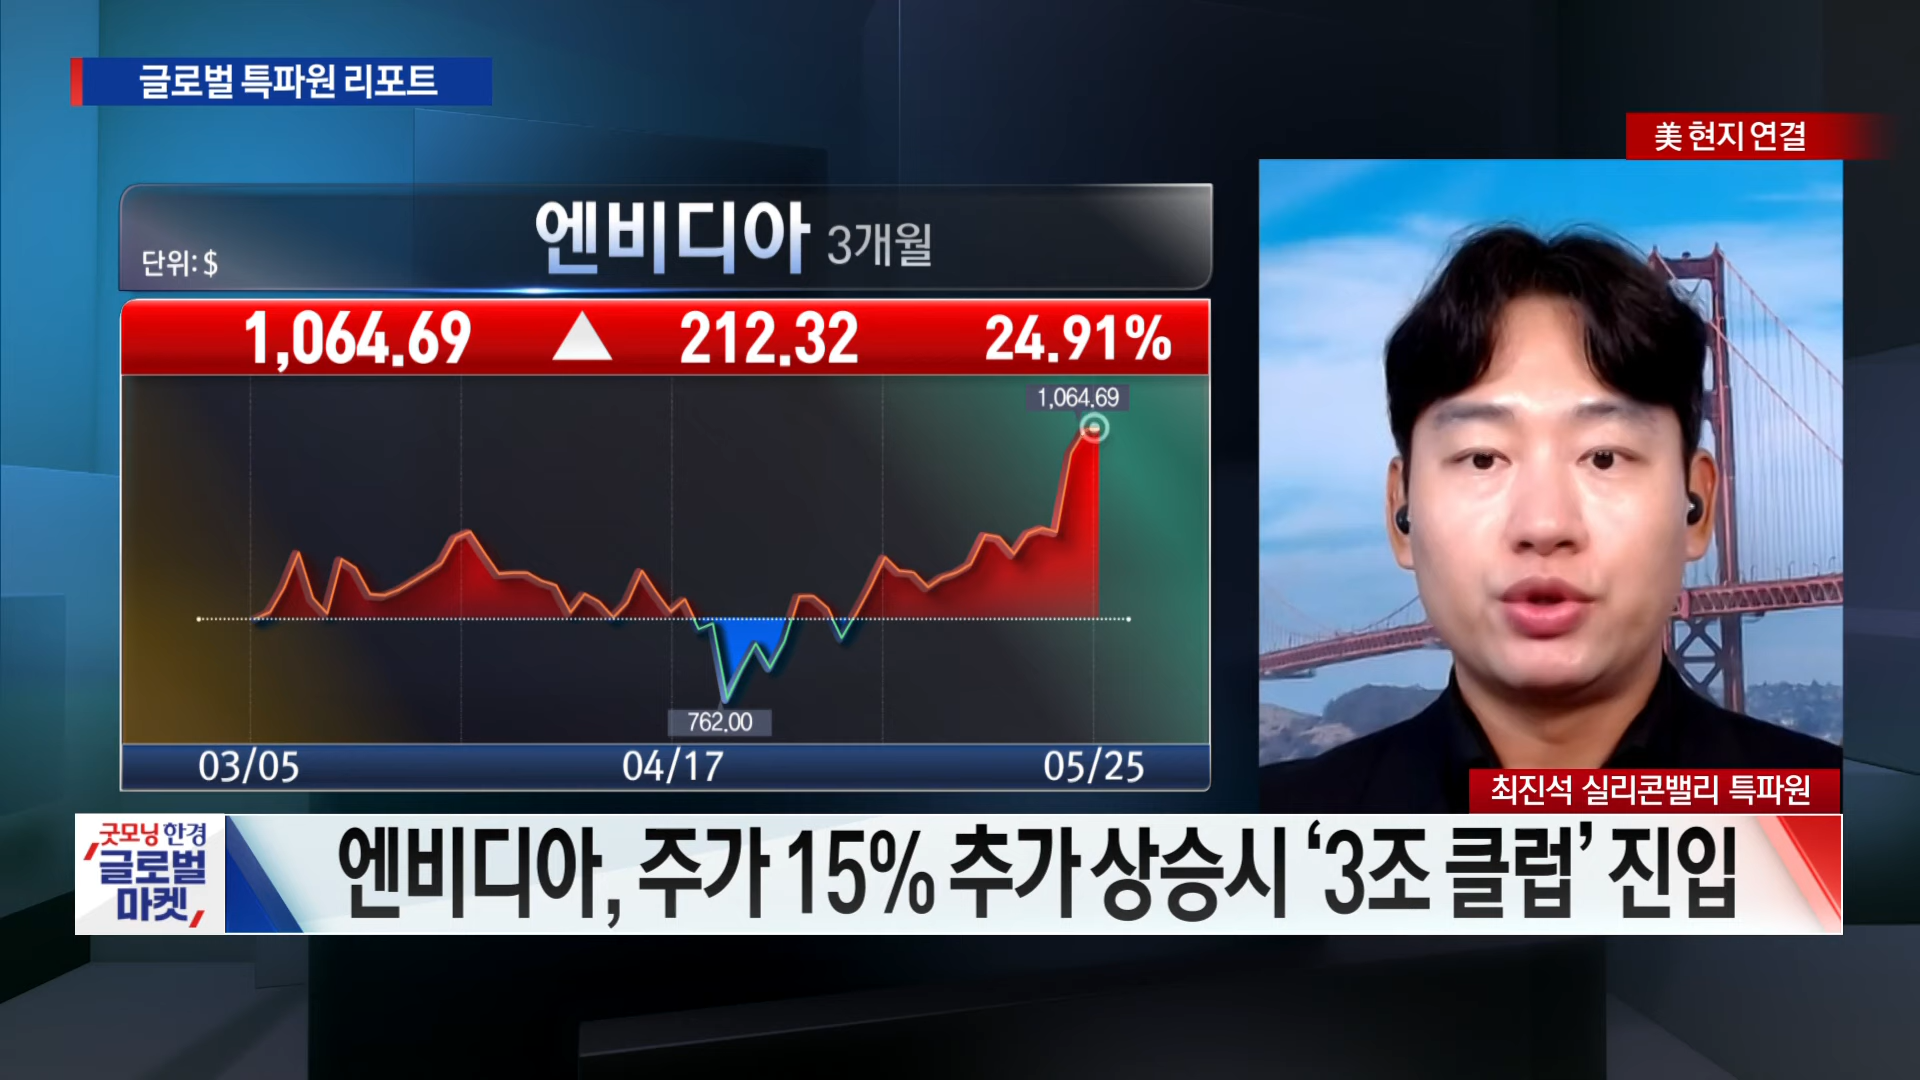 글로벌 특파원 리포트
美 현지 연결
단위: $
엔비디아 3개월
1,064.69 ▲ 212.32 24.91%
1,064.69
762.00
03/05 04/17 05/25
최진석 실리콘밸리 특파원
굿모닝 한경
글로벌
마켓
엔비디아, 주가 15% 추가 상승시 ‘3조 클럽’ 진입